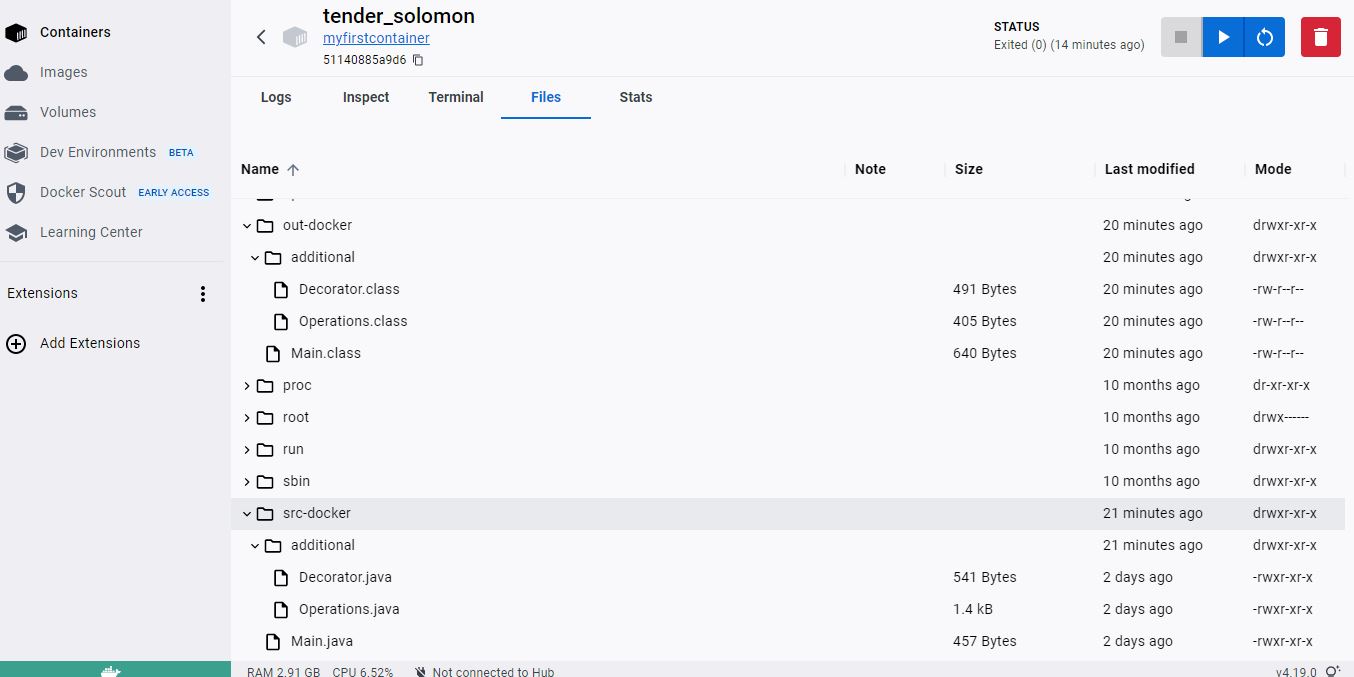 Containers
Images
Volumes
Dev Environments BETA
Docker Scout EARLY ACCESS
Learning Center
Extensions
Add Extensions
tender_solomon
myfirstcontainer
51140885a9d6
STATUS
Exited (0) (14 minutes ago)
Logs Inspect Terminal Files Stats
Name Note Size Last modified Mode
out-docker 20 minutes ago drwxr-xr-x
additional 20 minutes ago drwxr-xr-x
Decorator.class 491 Bytes 20 minutes ago -rw-r--r--
Operations.class 405 Bytes 20 minutes ago -rw-r--r--
Main.class 640 Bytes 20 minutes ago -rw-r--r--
proc 10 months ago dr-xr-xr-x
root 10 months ago drwx------
run 10 months ago drwxr-xr-x
sbin 10 months ago drwxr-xr-x
src-docker 21 minutes ago drwxr-xr-x
additional 21 minutes ago drwxr-xr-x
Decorator.java 541 Bytes 2 days ago -rwxr-xr-x
Operations.java 1.4 kB 2 days ago -rwxr-xr-x
Main.java 457 Bytes 2 days ago -rwxr-xr-x
RAM 2.91 GB CPU 6.52% Not connected to Hub v4.19.0